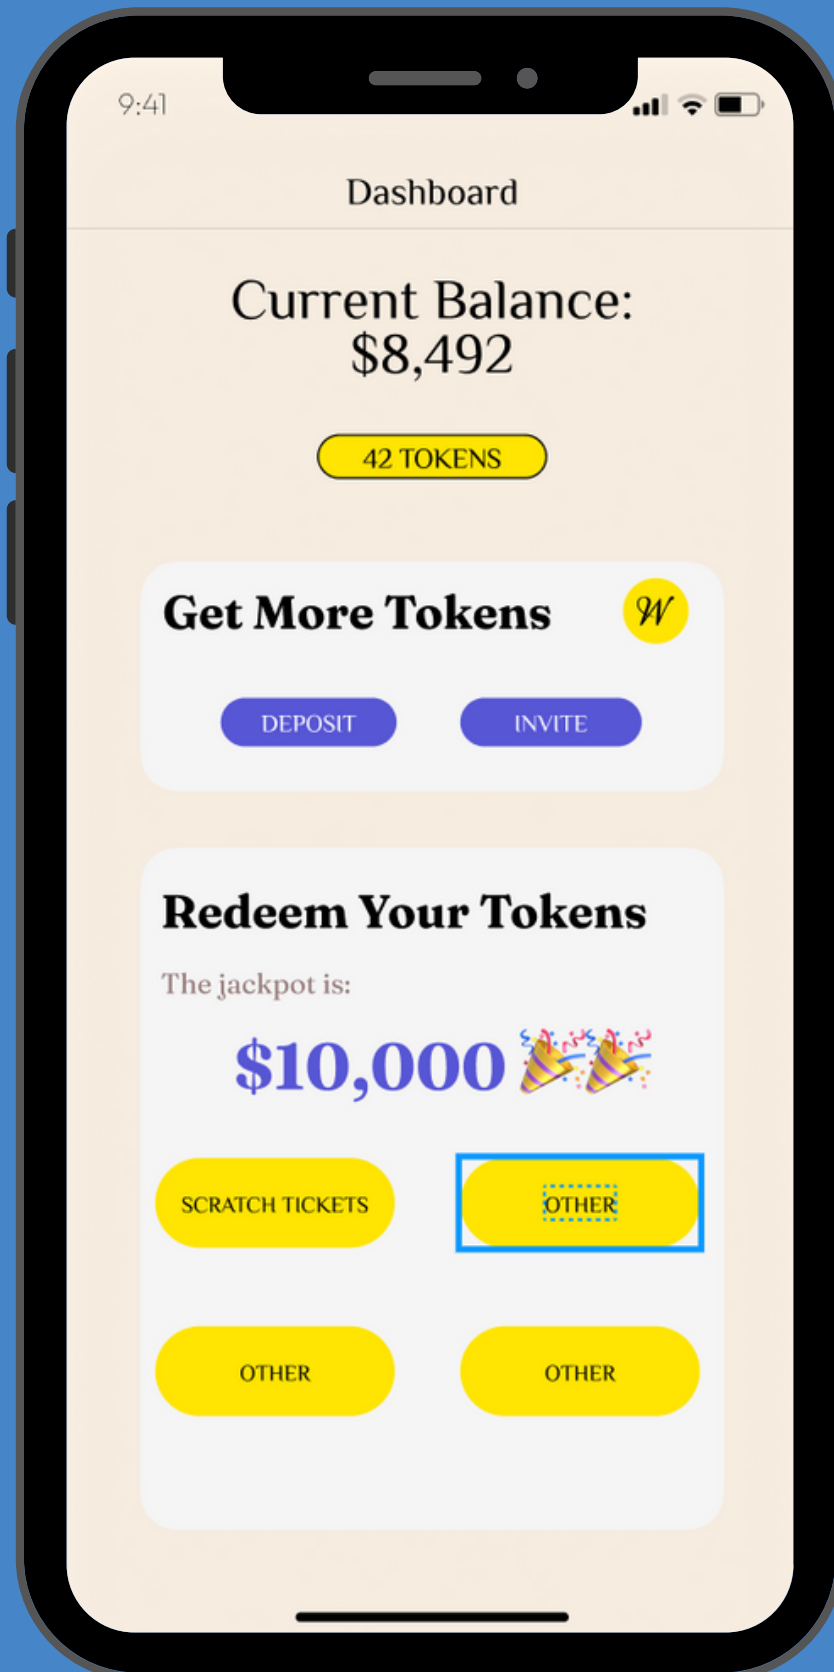 9:41
Dashboard
Current Balance:
$8,492
42 TOKENS
Get More Tokens
W
DEPOSIT
INVITE
Redeem Your Tokens
The jackpot is:
$10,000
SCRATCH TICKETS
OTHER
OTHER
OTHER